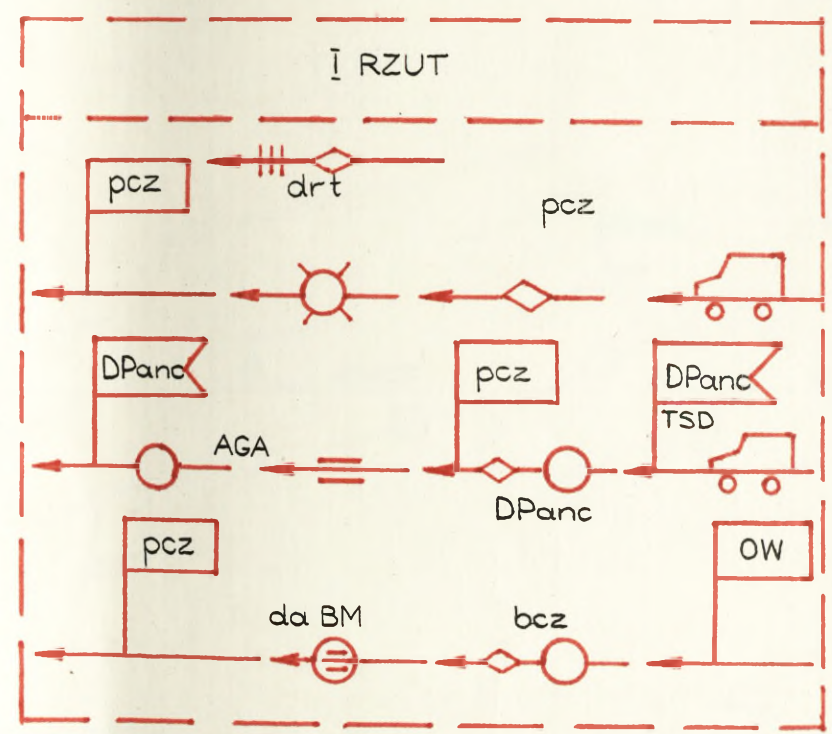 I RZUT
pcz
drt
pcz
DPanc
AGA
pcz
DPanc
DPanc
TSD
pcz
da BM
bcz
OW